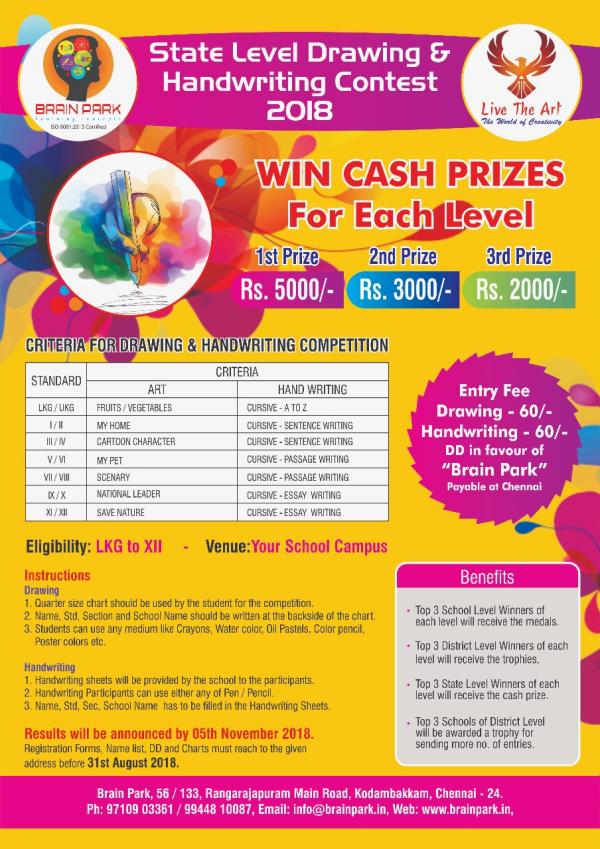 State Level Drawing &
Handwriting Contest
2018
BRAIN PARK
learning concepts
ISO 9001:2015 Certified
Live The Art
The World of Creativity
WIN CASH PRIZES
For Each Level
1st Prize 2nd Prize 3rd Prize
Rs. 5000/- Rs. 3000/- Rs. 2000/-
CRITERIA FOR DRAWING & HANDWRITING COMPETITION
STANDARD CRITERIA
ART HAND WRITING
LKG / UKG FRUITS / VEGETABLES CURSIVE - A TO Z
I / II MY HOME CURSIVE - SENTENCE WRITING
III / IV CARTOON CHARACTER CURSIVE - SENTENCE WRITING
V / VI MY PET CURSIVE - PASSAGE WRITING
VII / VIII SCENARY CURSIVE - PASSAGE WRITING
IX / X NATIONAL LEADER CURSIVE - ESSAY WRITING
XI / XII SAVE NATURE CURSIVE - ESSAY WRITING
Entry Fee
Drawing - 60/-
Handwriting - 60/-
DD in favour of
“Brain Park”
Payable at Chennai
Eligibility: LKG to XII - Venue:Your School Campus
Instructions
Drawing
1. Quarter size chart should be used by the student for the competition.
2. Name, Std, Section and School Name should be written at the backside of the chart.
3. Students can use any medium like Crayons, Water color, Oil Pastels, Color pencil,
Poster colors etc.
Handwriting
1. Handwriting sheets will be provided by the school to the participants.
2. Handwriting Participants can use either any of Pen / Pencil.
3. Name, Std, Sec, School Name has to be filled in the Handwriting Sheets.
Results will be announced by 05th November 2018.
Registration Forms, Name list, DD and Charts must reach to the given
address before 31st August 2018.
Benefits
• Top 3 School Level Winners of
each level will receive the medals.
• Top 3 District Level Winners of each
level will receive the trophies.
• Top 3 State Level Winners of each
level will receive the cash prize.
• Top 3 Schools of District Level
will be awarded a trophy for
sending more no. of entries.
Brain Park, 56 / 133, Rangarajapuram Main Road, Kodambakkam, Chennai - 24.
Ph: 97109 03361 / 99448 10087, Email: info@brainpark.in, Web: www.brainpark.in,